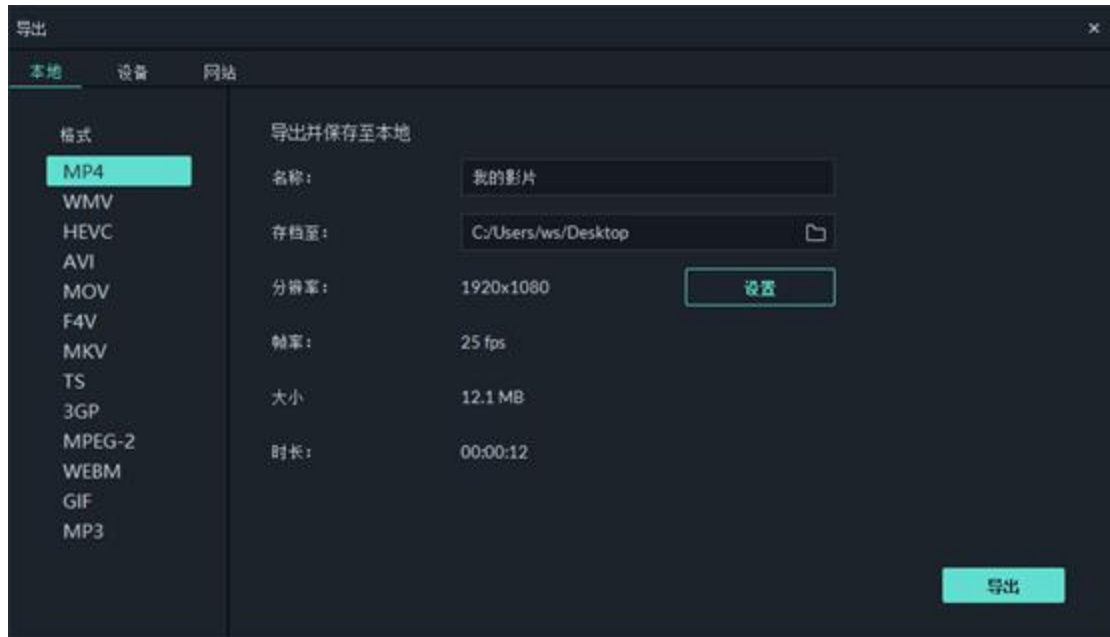 导出
×
本地 设备 网站
格式
MP4
WMV
HEVC
AVI
MOV
F4V
MKV
TS
3GP
MPEG-2
WEBM
GIF
MP3
导出并保存至本地
名称: 我的影片
存档至: C:/Users/ws/Desktop
分辨率: 1920x1080 设置
帧率: 25 fps
大小 12.1 MB
时长: 00:00:12
导出